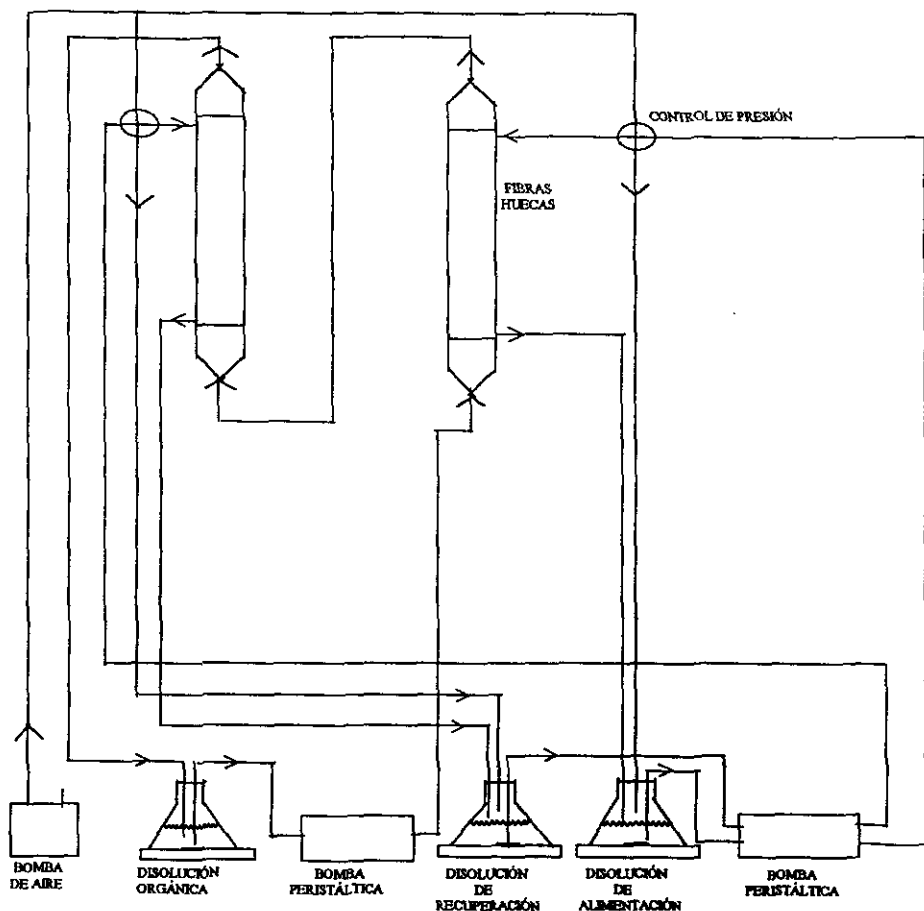 CONTROL DE PRESIÓN
FIBRAS
HUECAS
BOMBA
DE AIRE
DISOLUCIÓN
ORGÁNICA
BOMBA
PERISTÁLTICA
DISOLUCIÓN
DE
RECUPERACIÓN
DISOLUCIÓN
DE
ALIMENTACIÓN
BOMBA
PERISTÁLTICA